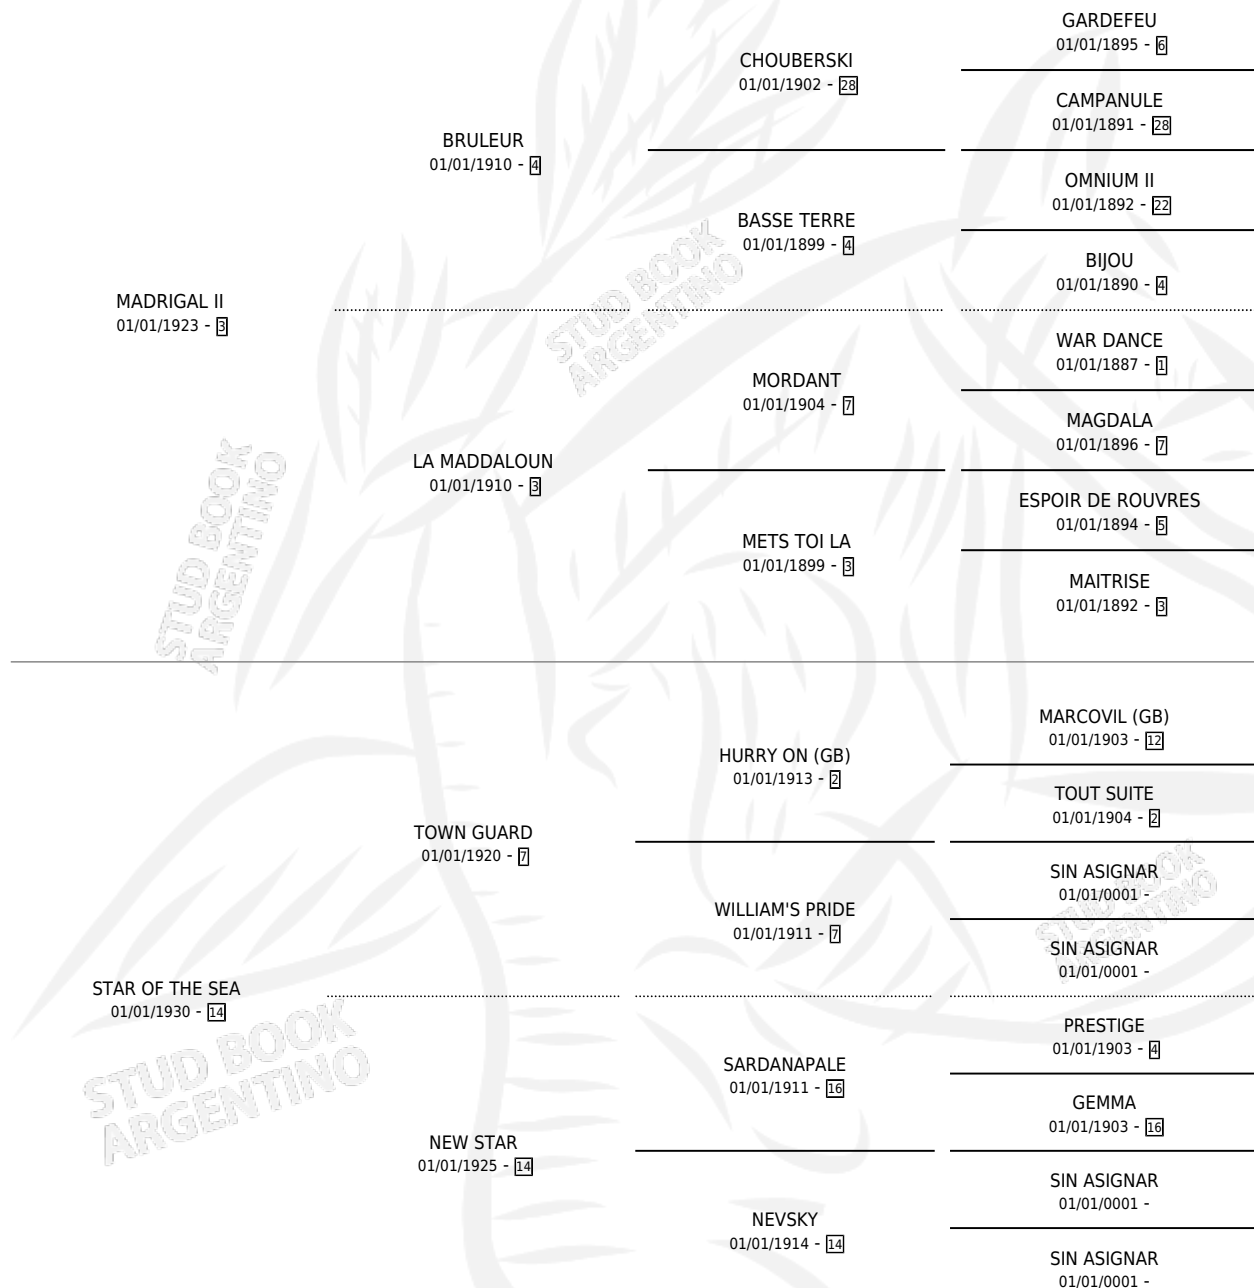 GARDEFEU
01/01/1895 - 6
CHOUBERSKI
01/01/1902 - 28
CAMPANULE
01/01/1891 - 28
BRULEUR
01/01/1910 - 4
OMNIUM II
01/01/1892 - 22
BASSE TERRE
01/01/1899 - 4
BIJOU
01/01/1890 - 4
MADRIGAL II
01/01/1923 - 3
WAR DANCE
01/01/1887 - 1
MORDANT
01/01/1904 - 7
MAGDALA
01/01/1896 - 7
LA MADDALOUN
01/01/1910 - 3
ESPOIR DE ROUVRES
01/01/1894 - 5
METS TOI LA
01/01/1899 - 3
MAITRISE
01/01/1892 - 3
MARCOVIL (GB)
01/01/1903 - 12
HURRY ON (GB)
01/01/1913 - 2
TOUT SUITE
01/01/1904 - 2
TOWN GUARD
01/01/1920 - 7
SIN ASIGNAR
01/01/0001 -
WILLIAM'S PRIDE
01/01/1911 - 7
SIN ASIGNAR
01/01/0001 -
STAR OF THE SEA
01/01/1930 - 14
PRESTIGE
01/01/1903 - 4
SARDANAPALE
01/01/1911 - 16
GEMMA
01/01/1903 - 16
NEW STAR
01/01/1925 - 14
SIN ASIGNAR
01/01/0001 -
NEVSKY
01/01/1914 - 14
SIN ASIGNAR
01/01/0001 -
STUD BOOK
ARGENTINO
STUD BOOK
ARGENTINO
STUD BOOK
ARGENTINO
STUD BOOK
ARGENTINO